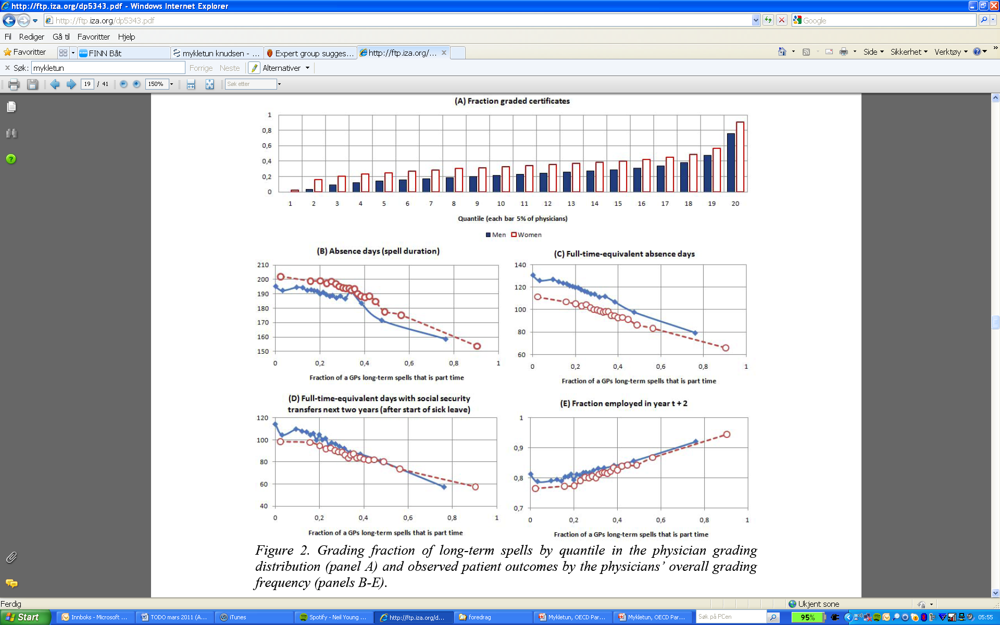 http://ftp.iza.org/dp5343.pdf - Windows Internet Explorer
http://ftp.iza.org/dp5343.pdf
Google
Fil Rediger Gå til Favoritter Hjelp
Favoritter
FINN Båt
mykletun knudsen - ...
Expert group sugges...
http://ftp.iza.org/...
Side
Sikkerhet
Verktøy
»
Søk: mykletun
Forrige Neste
Alternativer
19 / 41
150%
Søk etter
(A) Fraction graded certificates
1
0,8
0,6
0,4
0,2
0
1 2 3 4 5 6 7 8 9 10 11 12 13 14 15 16 17 18 19 20
Quantile (each bar 5% of physicians)
Men Women
(B) Absence days (spell duration)
210
200
190
180
170
160
150
0 0,2 0,4 0,6 0,8 1
Fraction of a GPs long-term spells that is part time
(C) Full-time-equivalent absence days
140
120
100
80
60
0 0,2 0,4 0,6 0,8 1
Fraction of a GPs long-term spells that is part time
(D) Full-time-equivalent days with social security
transfers next two years (after start of sick leave)
120
100
80
60
40
0 0,2 0,4 0,6 0,8 1
Fraction of a GPs long-term spells that is part time
(E) Fraction employed in year t + 2
1
0,9
0,8
0,7
0 0,2 0,4 0,6 0,8 1
Fraction of a GPs long-term spells that is part time
Figure 2. Grading fraction of long-term spells by quantile in the physician grading
distribution (panel A) and observed patient outcomes by the physicians' overall grading
frequency (panels B-E).
Ferdig
Ukjent sone
Start
Innboks - Microsoft ...
TODO mars 2011 (A...
iTunes
Spotify - Neil Young ...
http://ftp.iza.org/d...
foredrag
Mykletun, OECD Par...
Mykletun, OECD Par...
Søk på PCen
95%
05:55